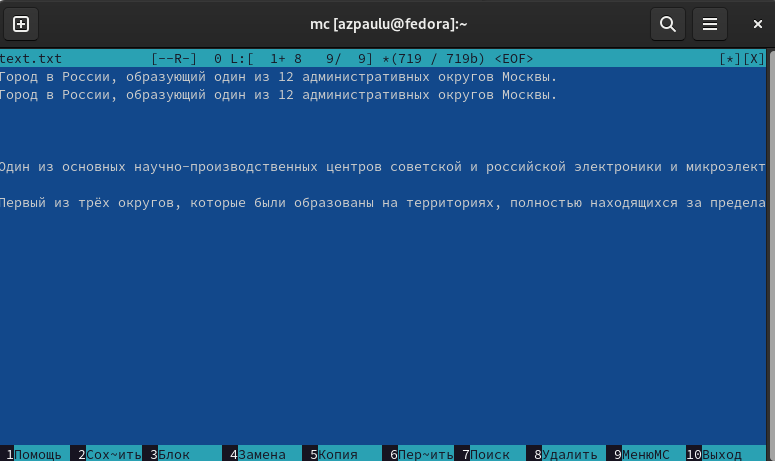 mc [azpaulu@fedora]:~
text.txt [--R-] 0 L:[ 1+ 8 9/ 9] *(719 / 719b) <EOF> [*][X]
Город в России, образующий один из 12 административных округов Москвы.
Город в России, образующий один из 12 административных округов Москвы.
Один из основных научно-производственных центров советской и российской электроники и микроэлект
Первый из трёх округов, которые были образованы на территориях, полностью находящихся за предела
1Помощь 2Сох~ить 3Блок 4Замена 5Копия 6Пер~ить 7Поиск 8Удалить 9МенюMC 10Выход